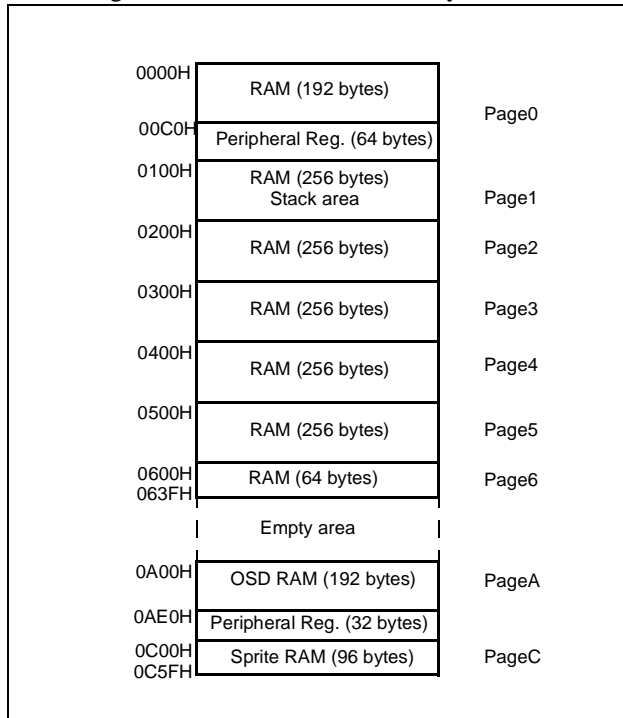 0000H
RAM (192 bytes)
Page0
00C0H
Peripheral Reg. (64 bytes)
0100H
RAM (256 bytes)
Stack area
Page1
0200H
RAM (256 bytes)
Page2
0300H
RAM (256 bytes)
Page3
0400H
RAM (256 bytes)
Page4
0500H
RAM (256 bytes)
Page5
0600H
RAM (64 bytes)
Page6
063FH
Empty area
0A00H
OSD RAM (192 bytes)
PageA
0AE0H
Peripheral Reg. (32 bytes)
0C00H
Sprite RAM (96 bytes)
PageC
0C5FH